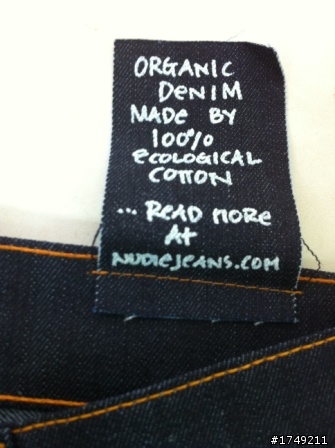 ORGANIC
DENIM
MADE BY
100%
ECOLOGICAL
COTTON
... READ MORE
AT
NUDIEJEANS.COM
#1749211